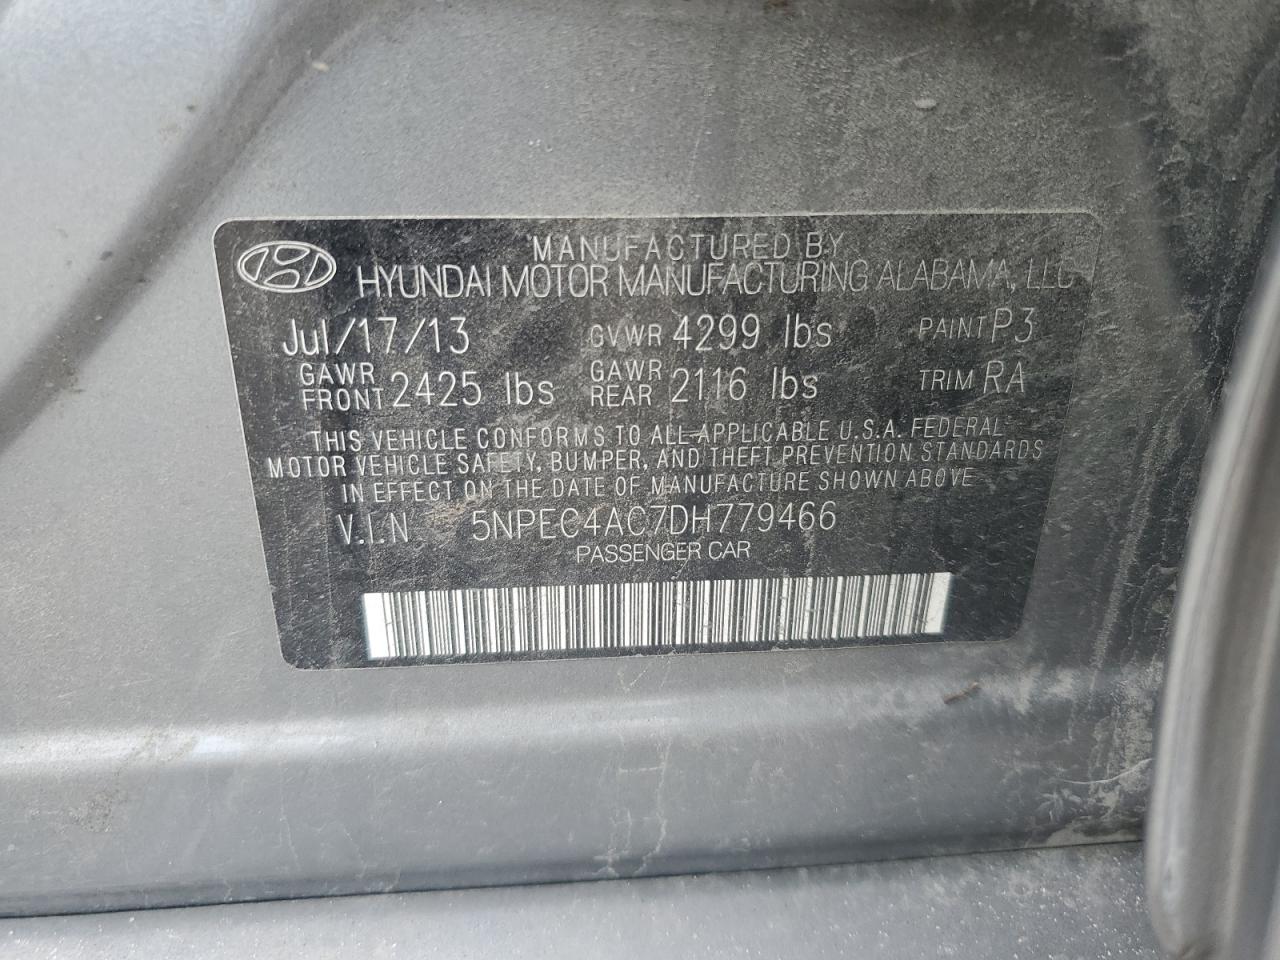 MANUFACTURED BY
HYUNDAI MOTOR MANUFACTURING ALABAMA, LLC
Jul/17/13 GVWR 4299 lbs PAINT P3
GAWR FRONT 2425 lbs GAWR REAR 2116 lbs TRIM RA
THIS VEHICLE CONFORMS TO ALL APPLICABLE U.S.A. FEDERAL
MOTOR VEHICLE SAFETY, BUMPER, AND THEFT PREVENTION STANDARDS
IN EFFECT ON THE DATE OF MANUFACTURE SHOWN ABOVE
V.I.N 5NPEC4AC7DH779466
PASSENGER CAR